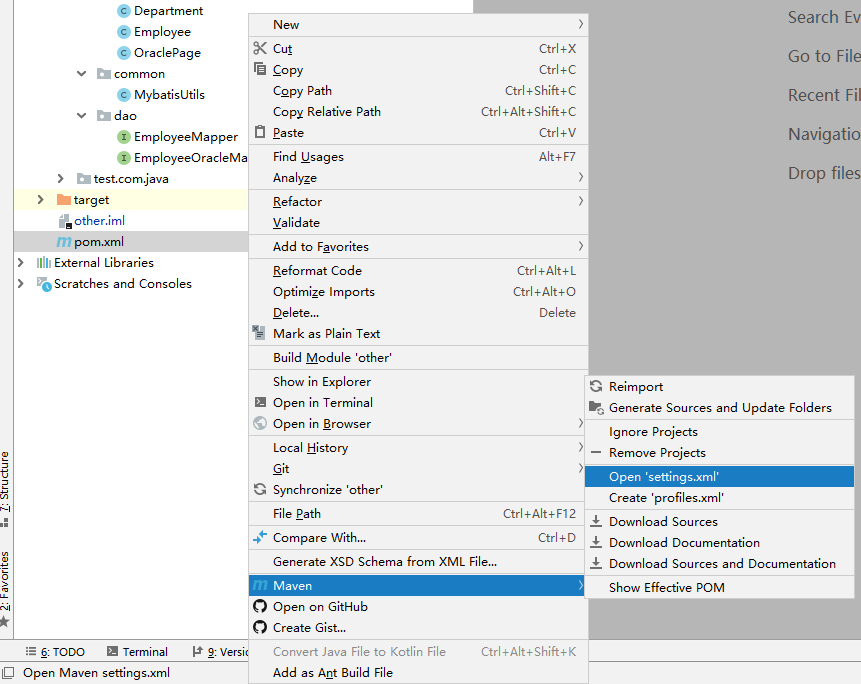 Department
Employee
OraclePage
common
MybatisUtils
dao
EmployeeMapper
EmployeeOracleMa
test.com.java
target
other.iml
pom.xml
External Libraries
Scratches and Consoles
7: Structure
2: Favorites
6: TODO
Terminal
9: Versio
Open Maven settings.xml
New
Cut Ctrl+X
Copy Ctrl+C
Copy Path Ctrl+Shift+C
Copy Relative Path Ctrl+Alt+Shift+C
Paste Ctrl+V
Find Usages Alt+F7
Analyze
Refactor
Validate
Add to Favorites
Reformat Code Ctrl+Alt+L
Optimize Imports Ctrl+Alt+O
Delete... Delete
Mark as Plain Text
Build Module 'other'
Show in Explorer
Open in Terminal
Open in Browser
Local History
Git
Synchronize 'other'
File Path Ctrl+Alt+F12
Compare With... Ctrl+D
Generate XSD Schema from XML File...
Maven
Open on GitHub
Create Gist...
Convert Java File to Kotlin File Ctrl+Alt+Shift+K
Add as Ant Build File
Reimport
Generate Sources and Update Folders
Ignore Projects
Remove Projects
Open 'settings.xml'
Create 'profiles.xml'
Download Sources
Download Documentation
Download Sources and Documentation
Show Effective POM
Search Ev
Go to File
Recent Fil
Navigatio
Drop files